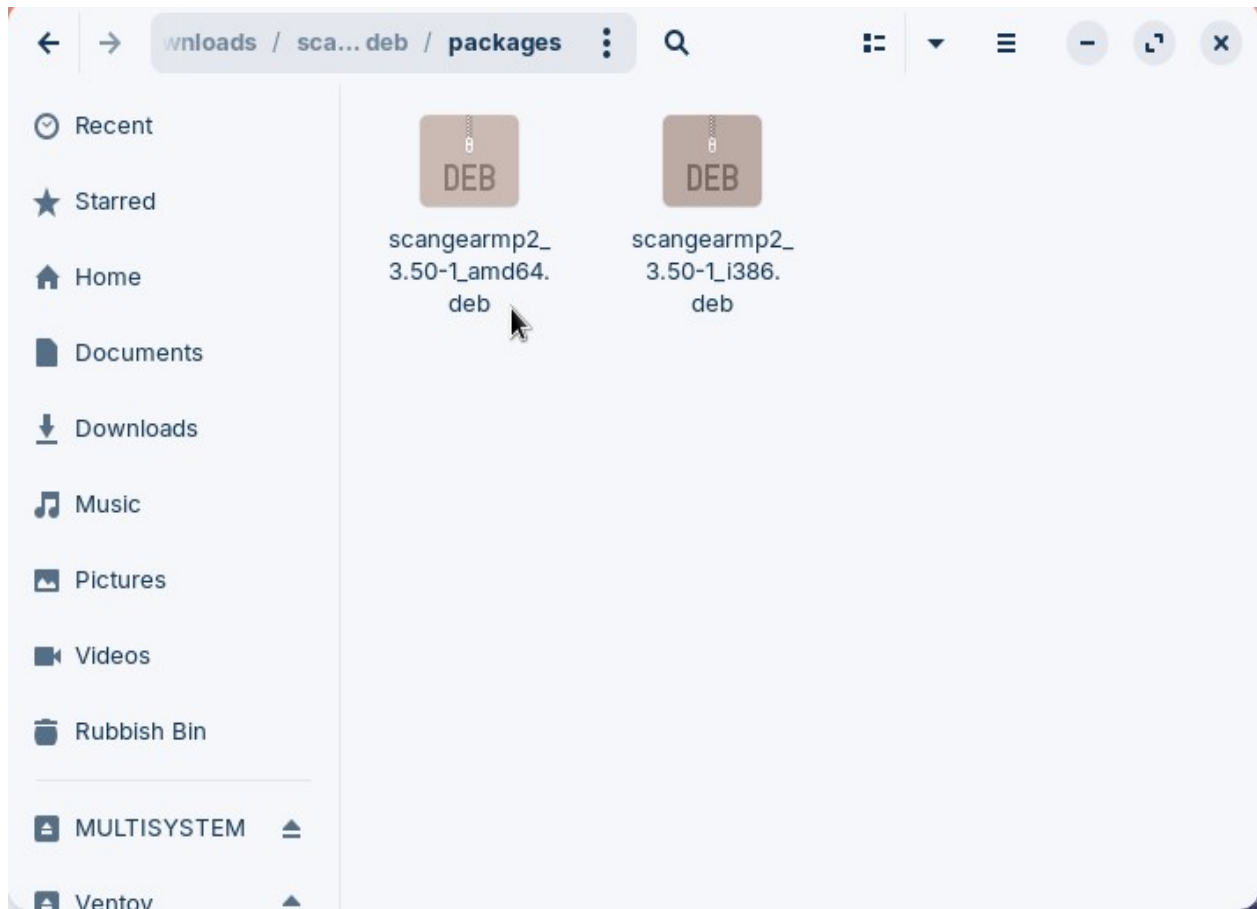 wnloads / sca... deb / packages
Recent
Starred
Home
Documents
Downloads
Music
Pictures
Videos
Rubbish Bin
MULTISYSTEM
Ventoy
DEB
scangearmp2_
3.50-1_amd64.
deb
DEB
scangearmp2_
3.50-1_i386.
deb